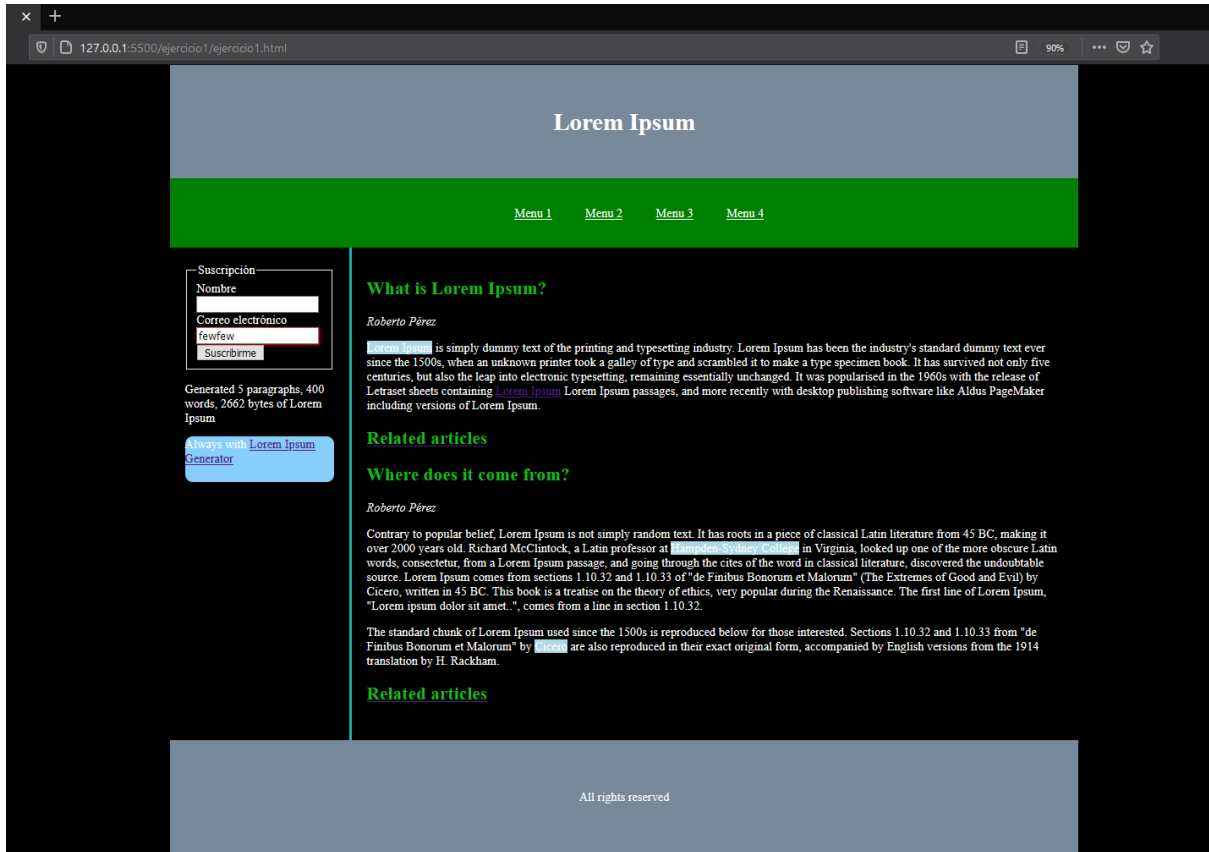 127.0.0.1:5500/ejercicio1/ejercicio1.html
90%
Lorem Ipsum
Menu 1 Menu 2 Menu 3 Menu 4
Suscripción
Nombre
Correo electrónico
fewfew
Suscribirme
Generated 5 paragraphs, 400
words, 2662 bytes of Lorem
Ipsum
Always with Lorem Ipsum
Generator
What is Lorem Ipsum?
Roberto Pérez
Lorem Ipsum is simply dummy text of the printing and typesetting industry. Lorem Ipsum has been the industry's standard dummy text ever
since the 1500s, when an unknown printer took a galley of type and scrambled it to make a type specimen book. It has survived not only five
centuries, but also the leap into electronic typesetting, remaining essentially unchanged. It was popularised in the 1960s with the release of
Letraset sheets containing Lorem Ipsum Lorem Ipsum passages, and more recently with desktop publishing software like Aldus PageMaker
including versions of Lorem Ipsum.
Related articles
Where does it come from?
Roberto Pérez
Contrary to popular belief, Lorem Ipsum is not simply random text. It has roots in a piece of classical Latin literature from 45 BC, making it
over 2000 years old. Richard McClintock, a Latin professor at Hampden-Sydney College in Virginia, looked up one of the more obscure Latin
words, consectetur, from a Lorem Ipsum passage, and going through the cites of the word in classical literature, discovered the undoubtable
source. Lorem Ipsum comes from sections 1.10.32 and 1.10.33 of "de Finibus Bonorum et Malorum" (The Extremes of Good and Evil) by
Cicero, written in 45 BC. This book is a treatise on the theory of ethics, very popular during the Renaissance. The first line of Lorem Ipsum,
"Lorem ipsum dolor sit amet..", comes from a line in section 1.10.32.
The standard chunk of Lorem Ipsum used since the 1500s is reproduced below for those interested. Sections 1.10.32 and 1.10.33 from "de
Finibus Bonorum et Malorum" by Cicero are also reproduced in their exact original form, accompanied by English versions from the 1914
translation by H. Rackham.
Related articles
All rights reserved